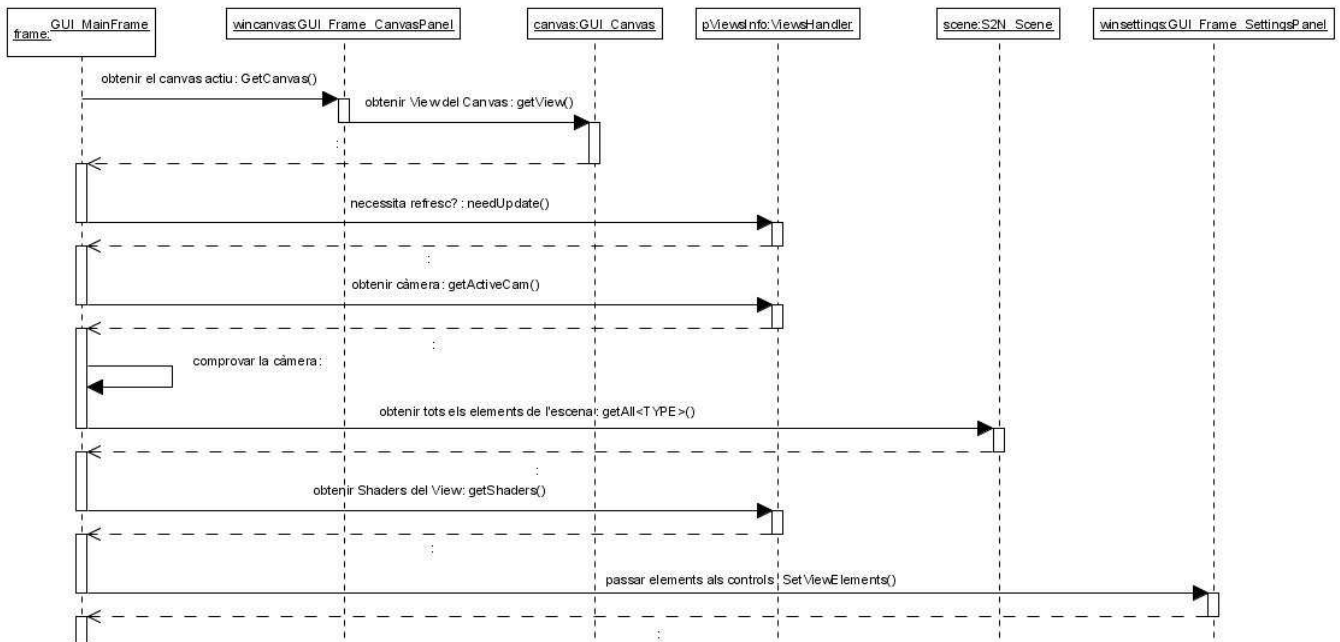 frame:GUI_MainFrame
wincanvas:GUI_Frame_CanvasPanel
canvas:GUI_Canvas
pViewsInfo:ViewsHandler
scene:S2N_Scene
winsettings:GUI_Frame_SettingsPanel
obtenir el canvas actiu: GetCanvas()
obtenir View del Canvas: getView()
:
necessita refresc? : needUpdate()
:
obtenir càmera: getActiveCam()
:
comprovar la càmera:
obtenir tots els elements de l'escena: getAll<TYPE>()
:
obtenir Shaders del View: getShaders()
:
passar elements als controls: SetViewElements()
: